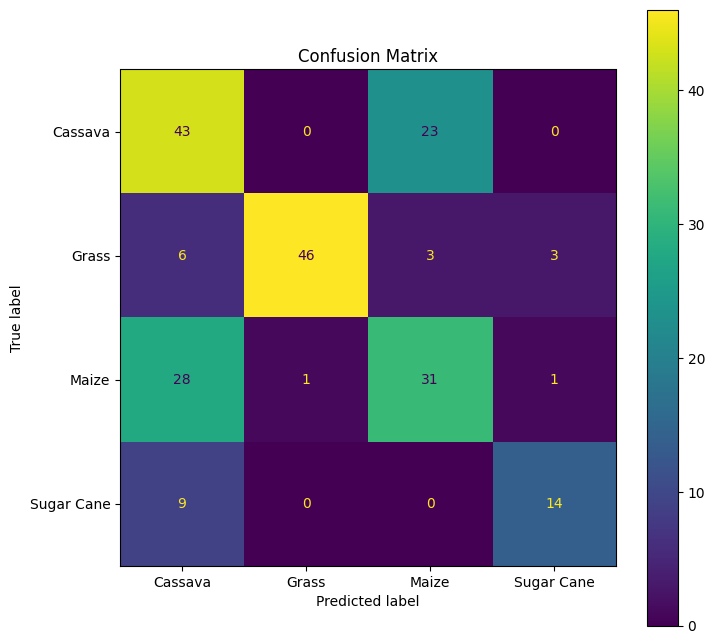 Confusion Matrix
True label
Cassava 43 0 23 0
Grass 6 46 3 3
Maize 28 1 31 1
Sugar Cane 9 0 0 14
Cassava Grass Maize Sugar Cane
Predicted label
40
30
20
10
0